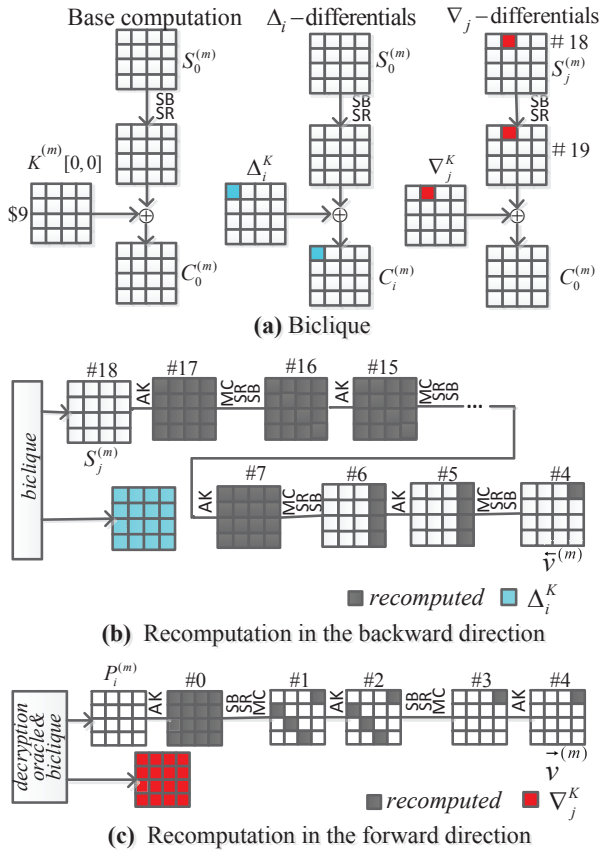 Base computation
Δ_i−differentials
∇_j−differentials
S_0^(m)
S_0^(m)
# 18
S_j^(m)
SB
SR
SB
SR
SB
SR
K^(m)[0,0]
Δ_i^K
∇_j^K
# 19
$9
⊕
⊕
⊕
C_0^(m)
C_i^(m)
C_0^(m)
(a) Biclique
biclique
#18
AK
#17
MC
SR
SB
#16
AK
#15
MC
SR
SB
...
S_j^(m)
AK
#7
MC
SR
SB
#6
AK
#5
MC
SR
SB
#4
v^(m)
recomputed
Δ_i^K
(b) Recomputation in the backward direction
decryption
oracle&
biclique
P_i^(m)
AK
#0
SB
SR
MC
#1
AK
#2
SB
SR
MC
#3
AK
#4
v^(m)
recomputed
∇_j^K
(c) Recomputation in the forward direction